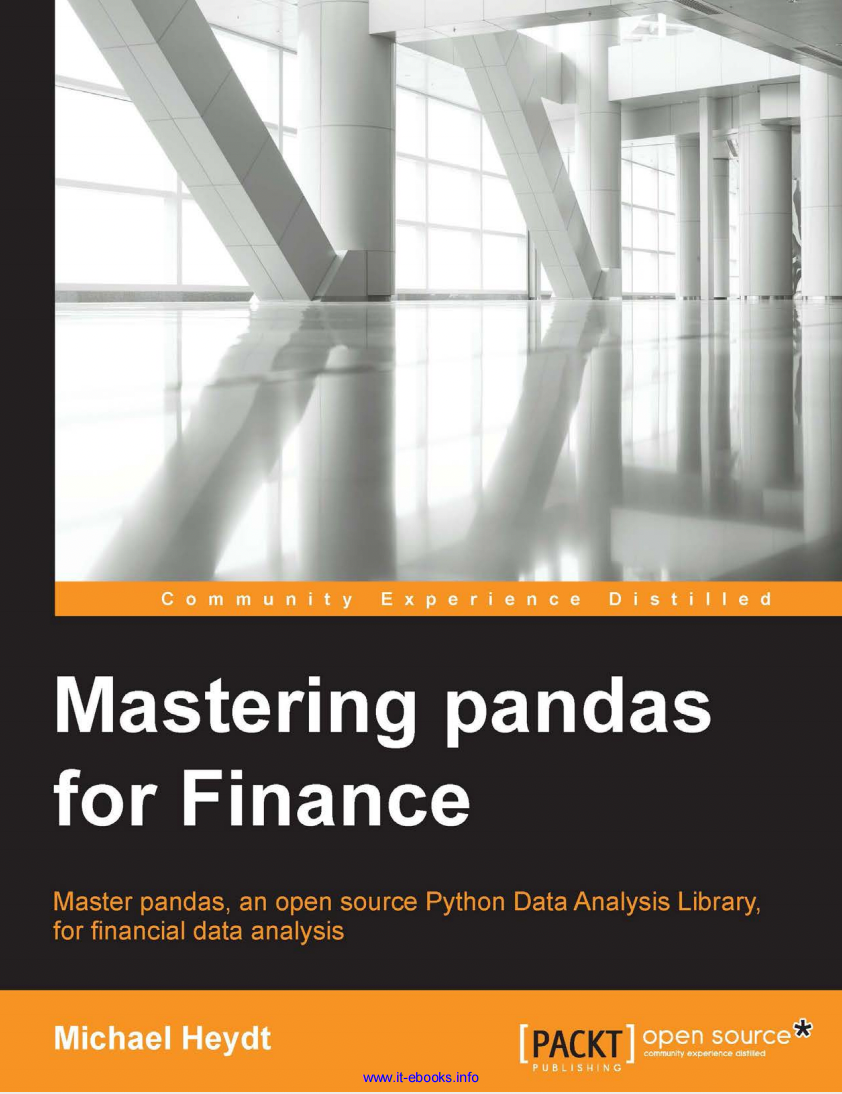 Community Experience Distilled
Mastering pandas
for Finance
Master pandas, an open source Python Data Analysis Library,
for financial data analysis
Michael Heydt
[PACKT] open source*
PUBLISHING community experience distilled
www.it-ebooks.info